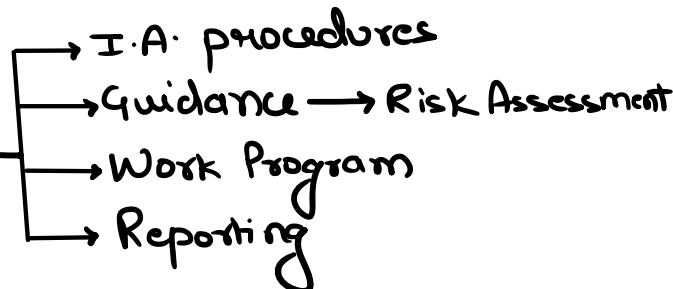 I.A. procedures
Guidance → Risk Assessment
Work Program
Reporting